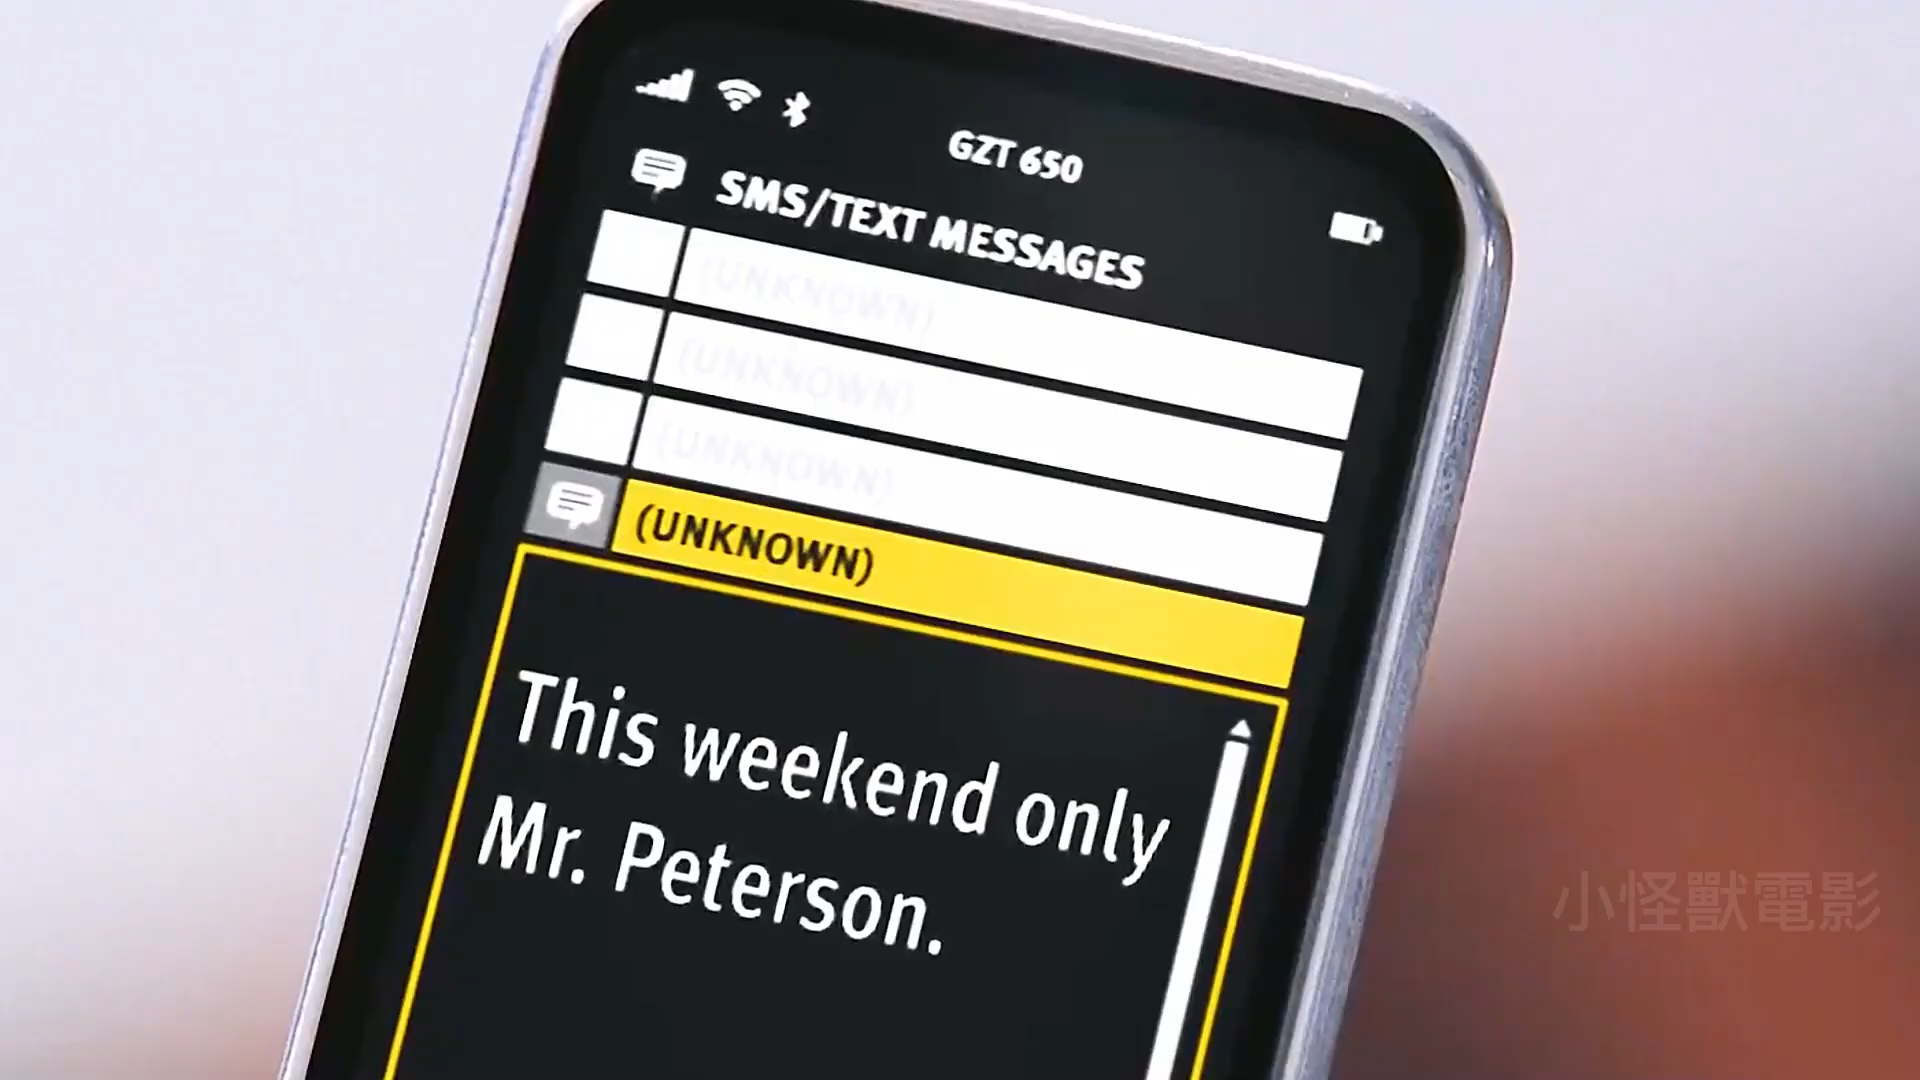 GZT 650
SMS/TEXT MESSAGES
(UNKNOWN)
(UNKNOWN)
(UNKNOWN)
(UNKNOWN)
This weekend only
Mr. Peterson.
小怪獸電影